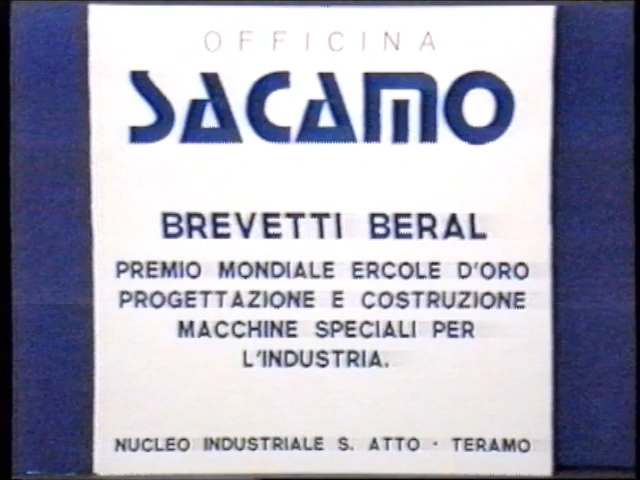 OFFICINA
SACAMO
BREVETTI BERAL
PREMIO MONDIALE ERCOLE D'ORO
PROGETTAZIONE E COSTRUZIONE
MACCHINE SPECIALI PER
L'INDUSTRIA.
NUCLEO INDUSTRIALE S. ATTO · TERAMO